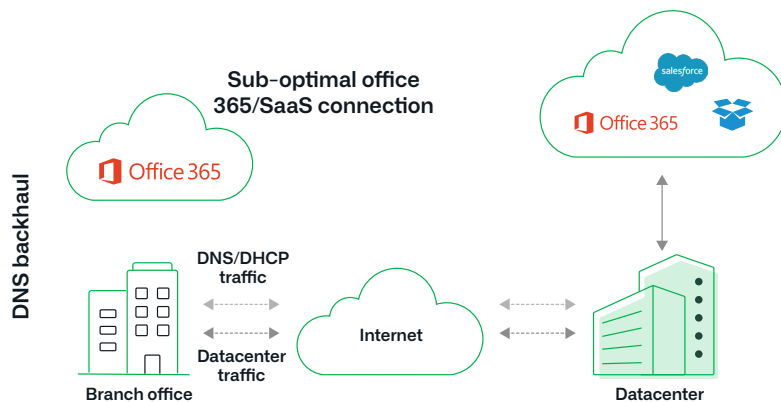 Sub-optimal office
365/SaaS connection
salesforce
Office 365
Office 365
DNS backhaul
DNS/DHCP
traffic
Internet
Datacenter
traffic
Branch office
Datacenter